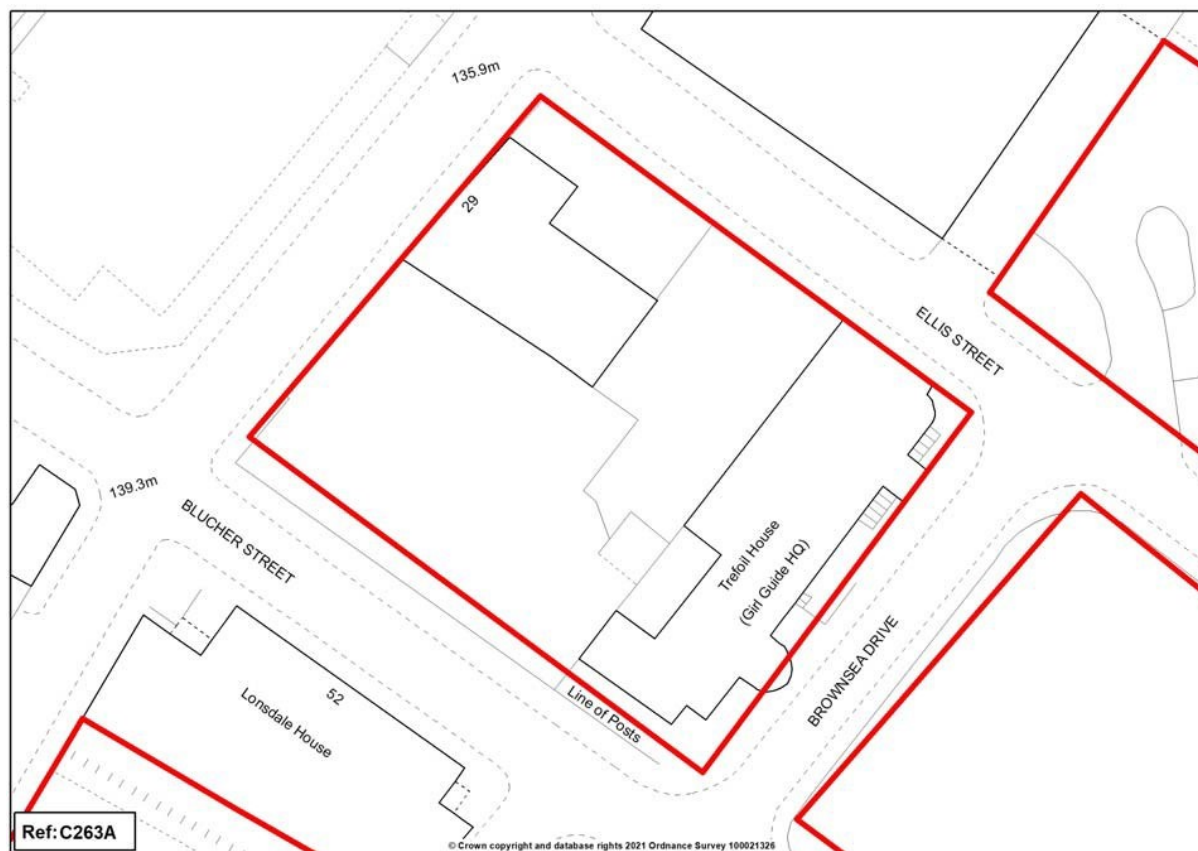 135.9m
29
ELLIS STREET
139.3m
BLUCHER STREET
Trefoil House
(Girl Guide HQ)
BROWNSEA DRIVE
Line of Posts
52
Lonsdale House
Ref:C263A
© Crown copyright and database rights 2021 Ordnance Survey 100021326